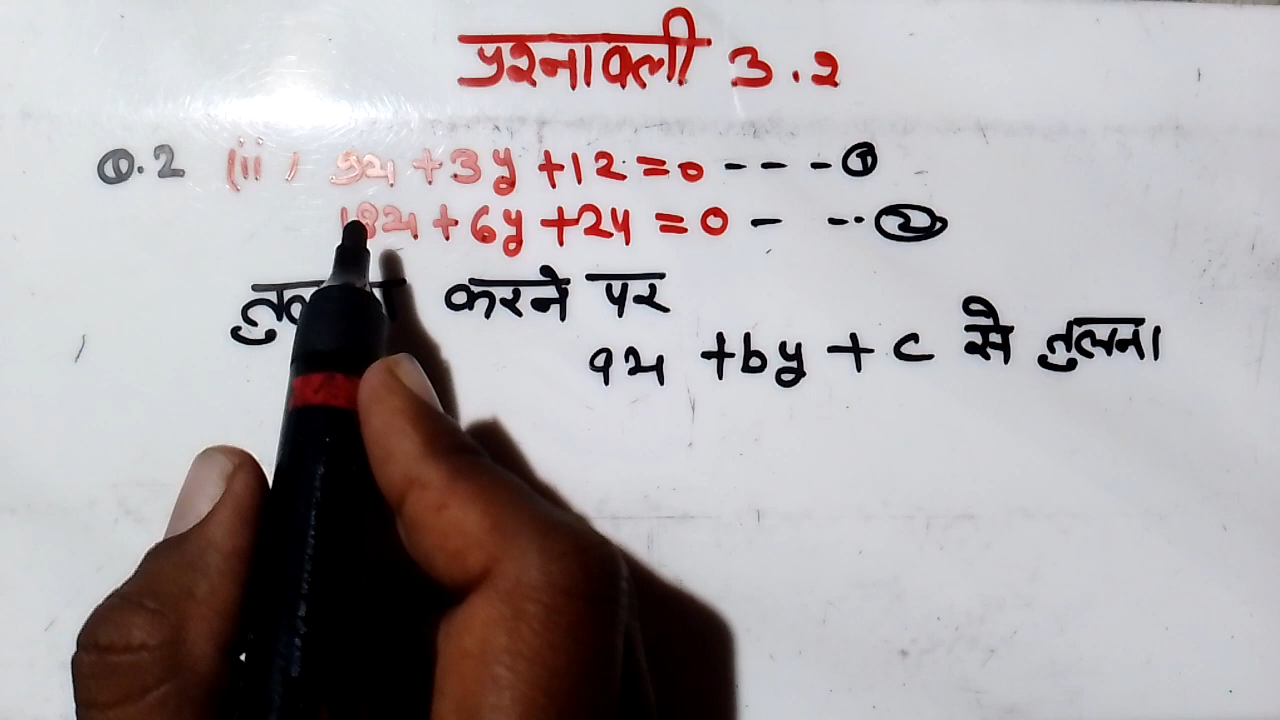 प्रश्नावली 3.2
Q.2 (ii) 9x + 3y + 12 = 0 - - - - ①
18x + 6y + 24 = 0 - - .. ②
करने पर
ax + by + c से तुलना